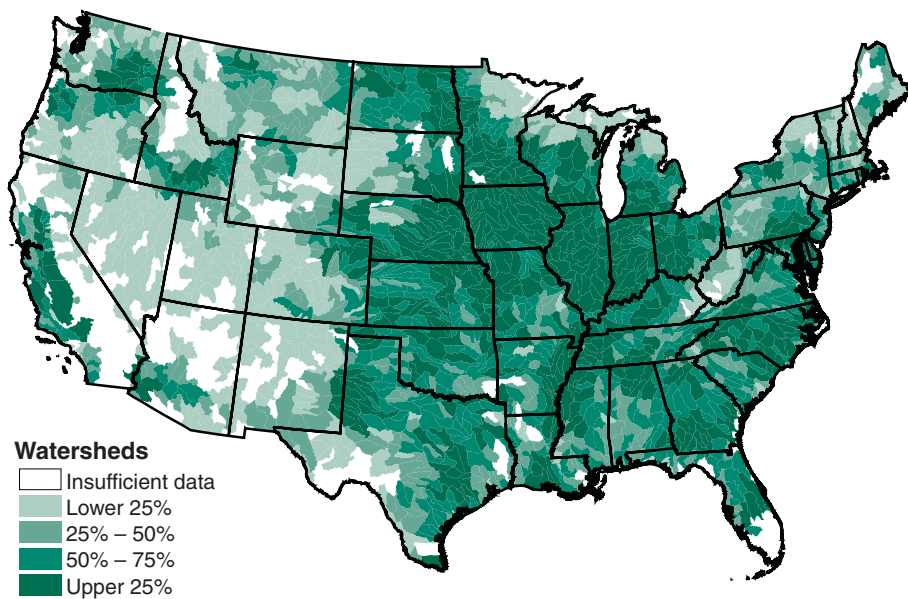 Watersheds
Insufficient data
Lower 25%
25% – 50%
50% – 75%
Upper 25%